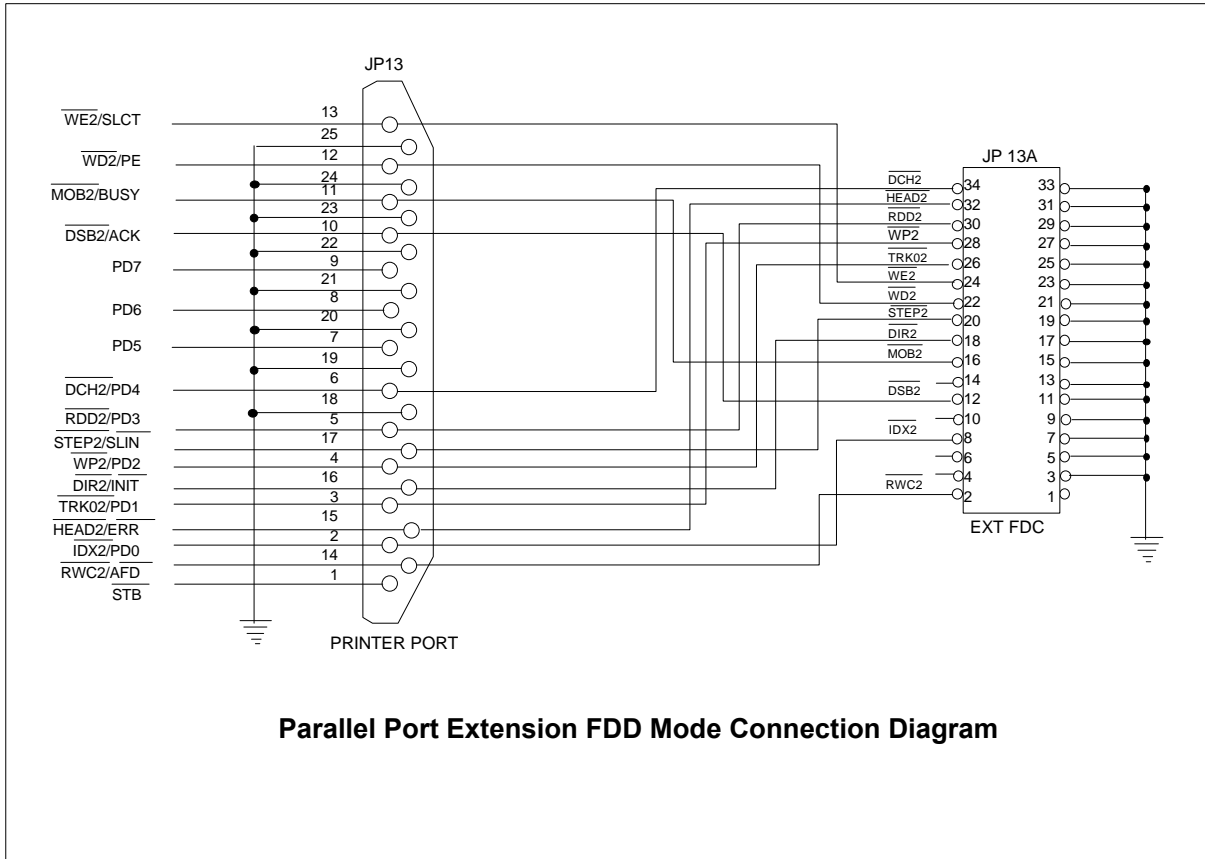 JP13
WE2/SLCT 13
25
WD2/PE 12
24
MOB2/BUSY 11
23
DSB2/ACK 10
22
PD7 9
21
PD6 8
20
PD5 7
19
DCH2/PD4 6
18
RDD2/PD3 5
STEP2/SLIN 17
WP2/PD2 4
DIR2/INIT 16
TRK02/PD1 3
HEAD2/ERR 15
IDX2/PD0 2
RWC2/AFD 14
STB 1
PRINTER PORT
JP 13A
DCH2 34 33
HEAD2 32 31
RDD2 30 29
WP2 28 27
TRK02 26 25
WE2 24 23
WD2 22 21
STEP2 20 19
DIR2 18 17
MOB2 16 15
14 13
DSB2 12 11
10 9
IDX2 8 7
6 5
4 3
RWC2 2 1
EXT FDC
Parallel Port Extension FDD Mode Connection Diagram